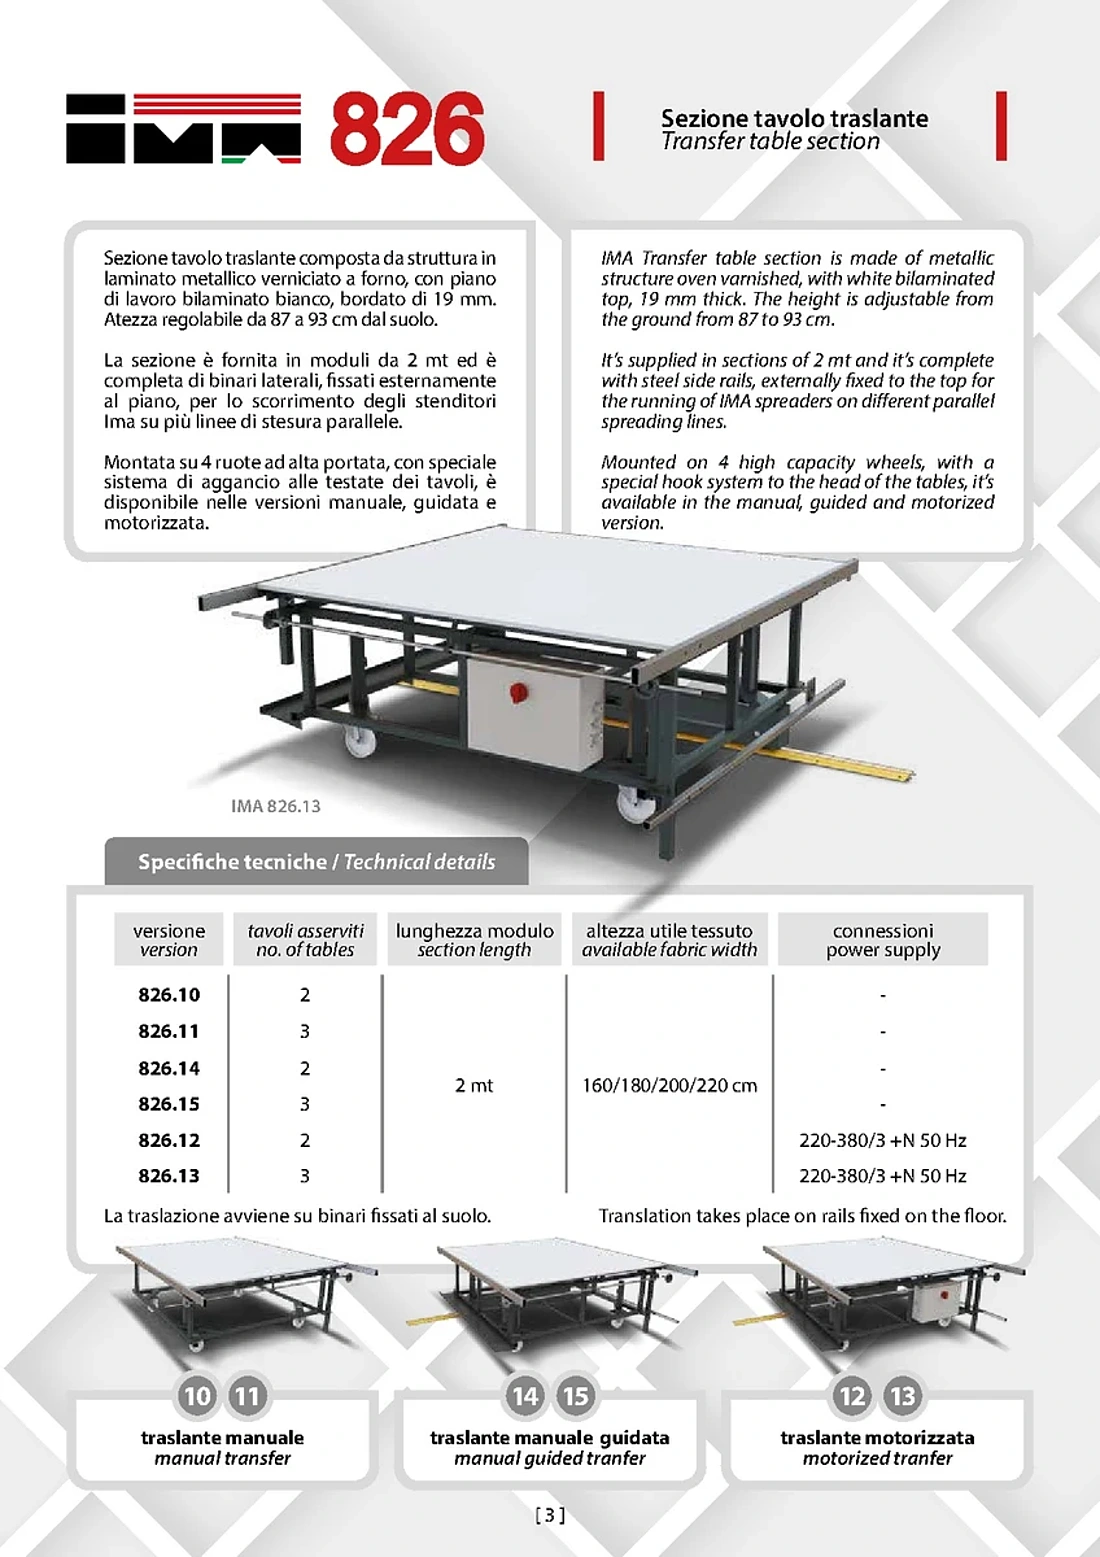 IMA 826
Sezione tavolo traslante
Transfer table section
Sezione tavolo traslante composta da struttura in
laminato metallico verniciato a forno, con piano
di lavoro bilaminato bianco, bordato di 19 mm.
Atezza regolabile da 87 a 93 cm dal suolo.
La sezione è fornita in moduli da 2 mt ed è
completa di binari laterali, fissati esternamente
al piano, per lo scorrimento degli stenditori
Ima su più linee di stesura parallele.
Montata su 4 ruote ad alta portata, con speciale
sistema di aggancio alle testate dei tavoli, è
disponibile nelle versioni manuale, guidata e
motorizzata.
IMA Transfer table section is made of metallic
structure oven varnished, with white bilaminated
top, 19 mm thick. The height is adjustable from
the ground from 87 to 93 cm.
It's supplied in sections of 2 mt and it's complete
with steel side rails, externally fixed to the top for
the running of IMA spreaders on different parallel
spreading lines.
Mounted on 4 high capacity wheels, with a
special hook system to the head of the tables, it's
available in the manual, guided and motorized
version.
IMA 826.13
Specifiche tecniche / Technical details
versione tavoli asserviti lunghezza modulo altezza utile tessuto connessioni
version no. of tables section length available fabric width power supply
826.10 2 -
826.11 3 -
826.14 2 -
2 mt 160/180/200/220 cm
826.15 3 -
826.12 2 220-380/3 +N 50 Hz
826.13 3 220-380/3 +N 50 Hz
La traslazione avviene su binari fissati al suolo. Translation takes place on rails fixed on the floor.
10 11
traslante manuale
manual transfer
14 15
traslante manuale guidata
manual guided tranfer
12 13
traslante motorizzata
motorized tranfer
[ 3 ]